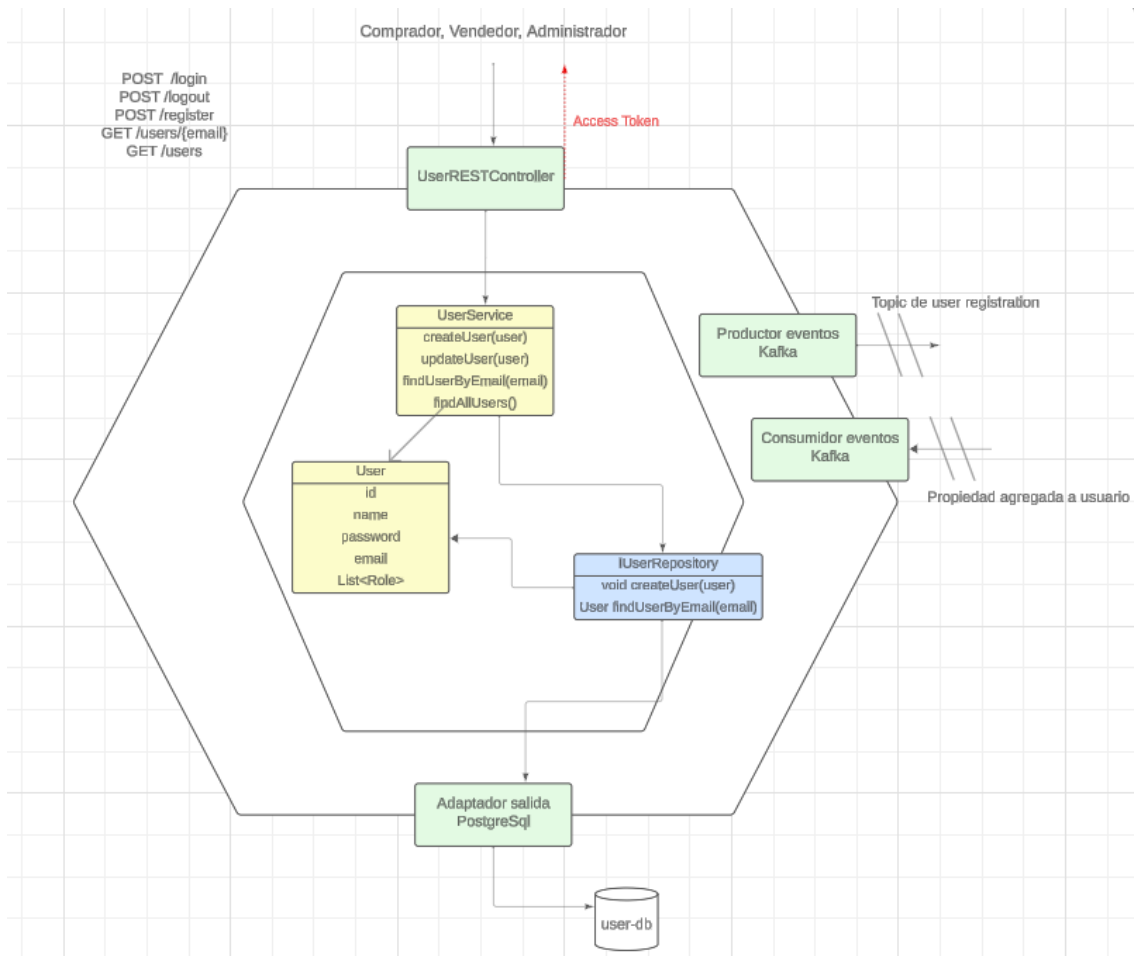 Comprador, Vendedor, Administrador
POST /login
POST /logout
POST /register
GET /users/{email}
GET /users
Access Token
UserRESTController
UserService
createUser(user)
updateUser(user)
findUserByEmail(email)
findAllUsers()
Topic de user registration
Productor eventos
Kafka
Consumidor eventos
Kafka
Propiedad agregada a usuario
User
id
name
password
email
List<Role>
IUserRepository
void createUser(user)
User findUserByEmail(email)
Adaptador salida
PostgreSql
user-db